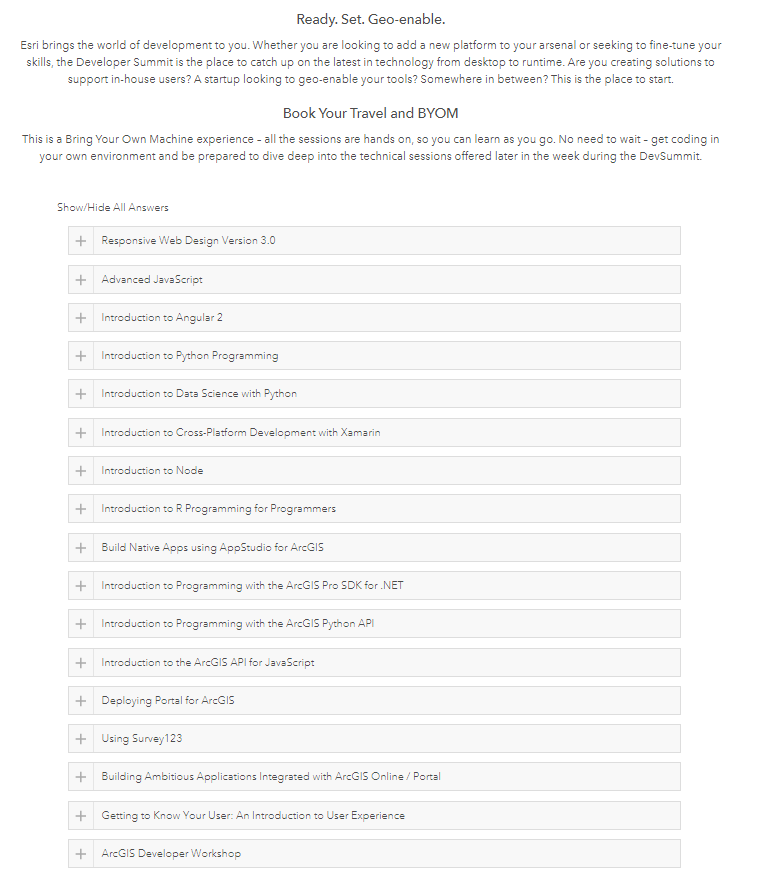 Ready. Set. Geo-enable.
Esri brings the world of development to you. Whether you are looking to add a new platform to your arsenal or seeking to fine-tune your
skills, the Developer Summit is the place to catch up on the latest in technology from desktop to runtime. Are you creating solutions to
support in-house users? A startup looking to geo-enable your tools? Somewhere in between? This is the place to start.
Book Your Travel and BYOM
This is a Bring Your Own Machine experience – all the sessions are hands on, so you can learn as you go. No need to wait – get coding in
your own environment and be prepared to dive deep into the technical sessions offered later in the week during the DevSummit.
Show/Hide All Answers
+ Responsive Web Design Version 3.0
+ Advanced JavaScript
+ Introduction to Angular 2
+ Introduction to Python Programming
+ Introduction to Data Science with Python
+ Introduction to Cross-Platform Development with Xamarin
+ Introduction to Node
+ Introduction to R Programming for Programmers
+ Build Native Apps using AppStudio for ArcGIS
+ Introduction to Programming with the ArcGIS Pro SDK for .NET
+ Introduction to Programming with the ArcGIS Python API
+ Introduction to the ArcGIS API for JavaScript
+ Deploying Portal for ArcGIS
+ Using Survey123
+ Building Ambitious Applications Integrated with ArcGIS Online / Portal
+ Getting to Know Your User: An Introduction to User Experience
+ ArcGIS Developer Workshop